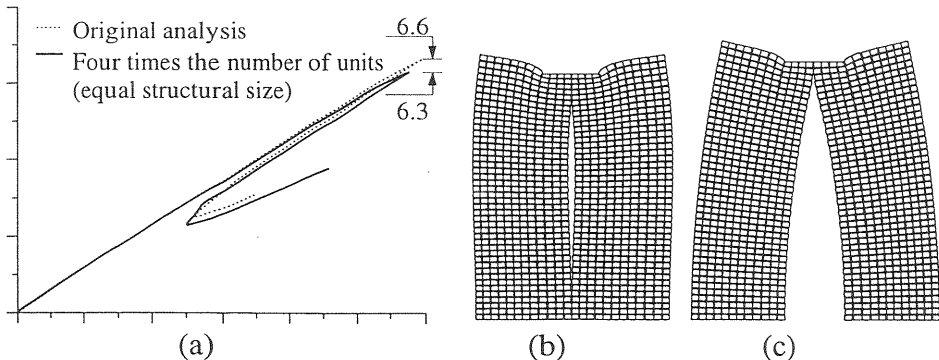 Original analysis
Four times the number of units
(equal structural size)
6.6
6.3
(a)
(b)
(c)